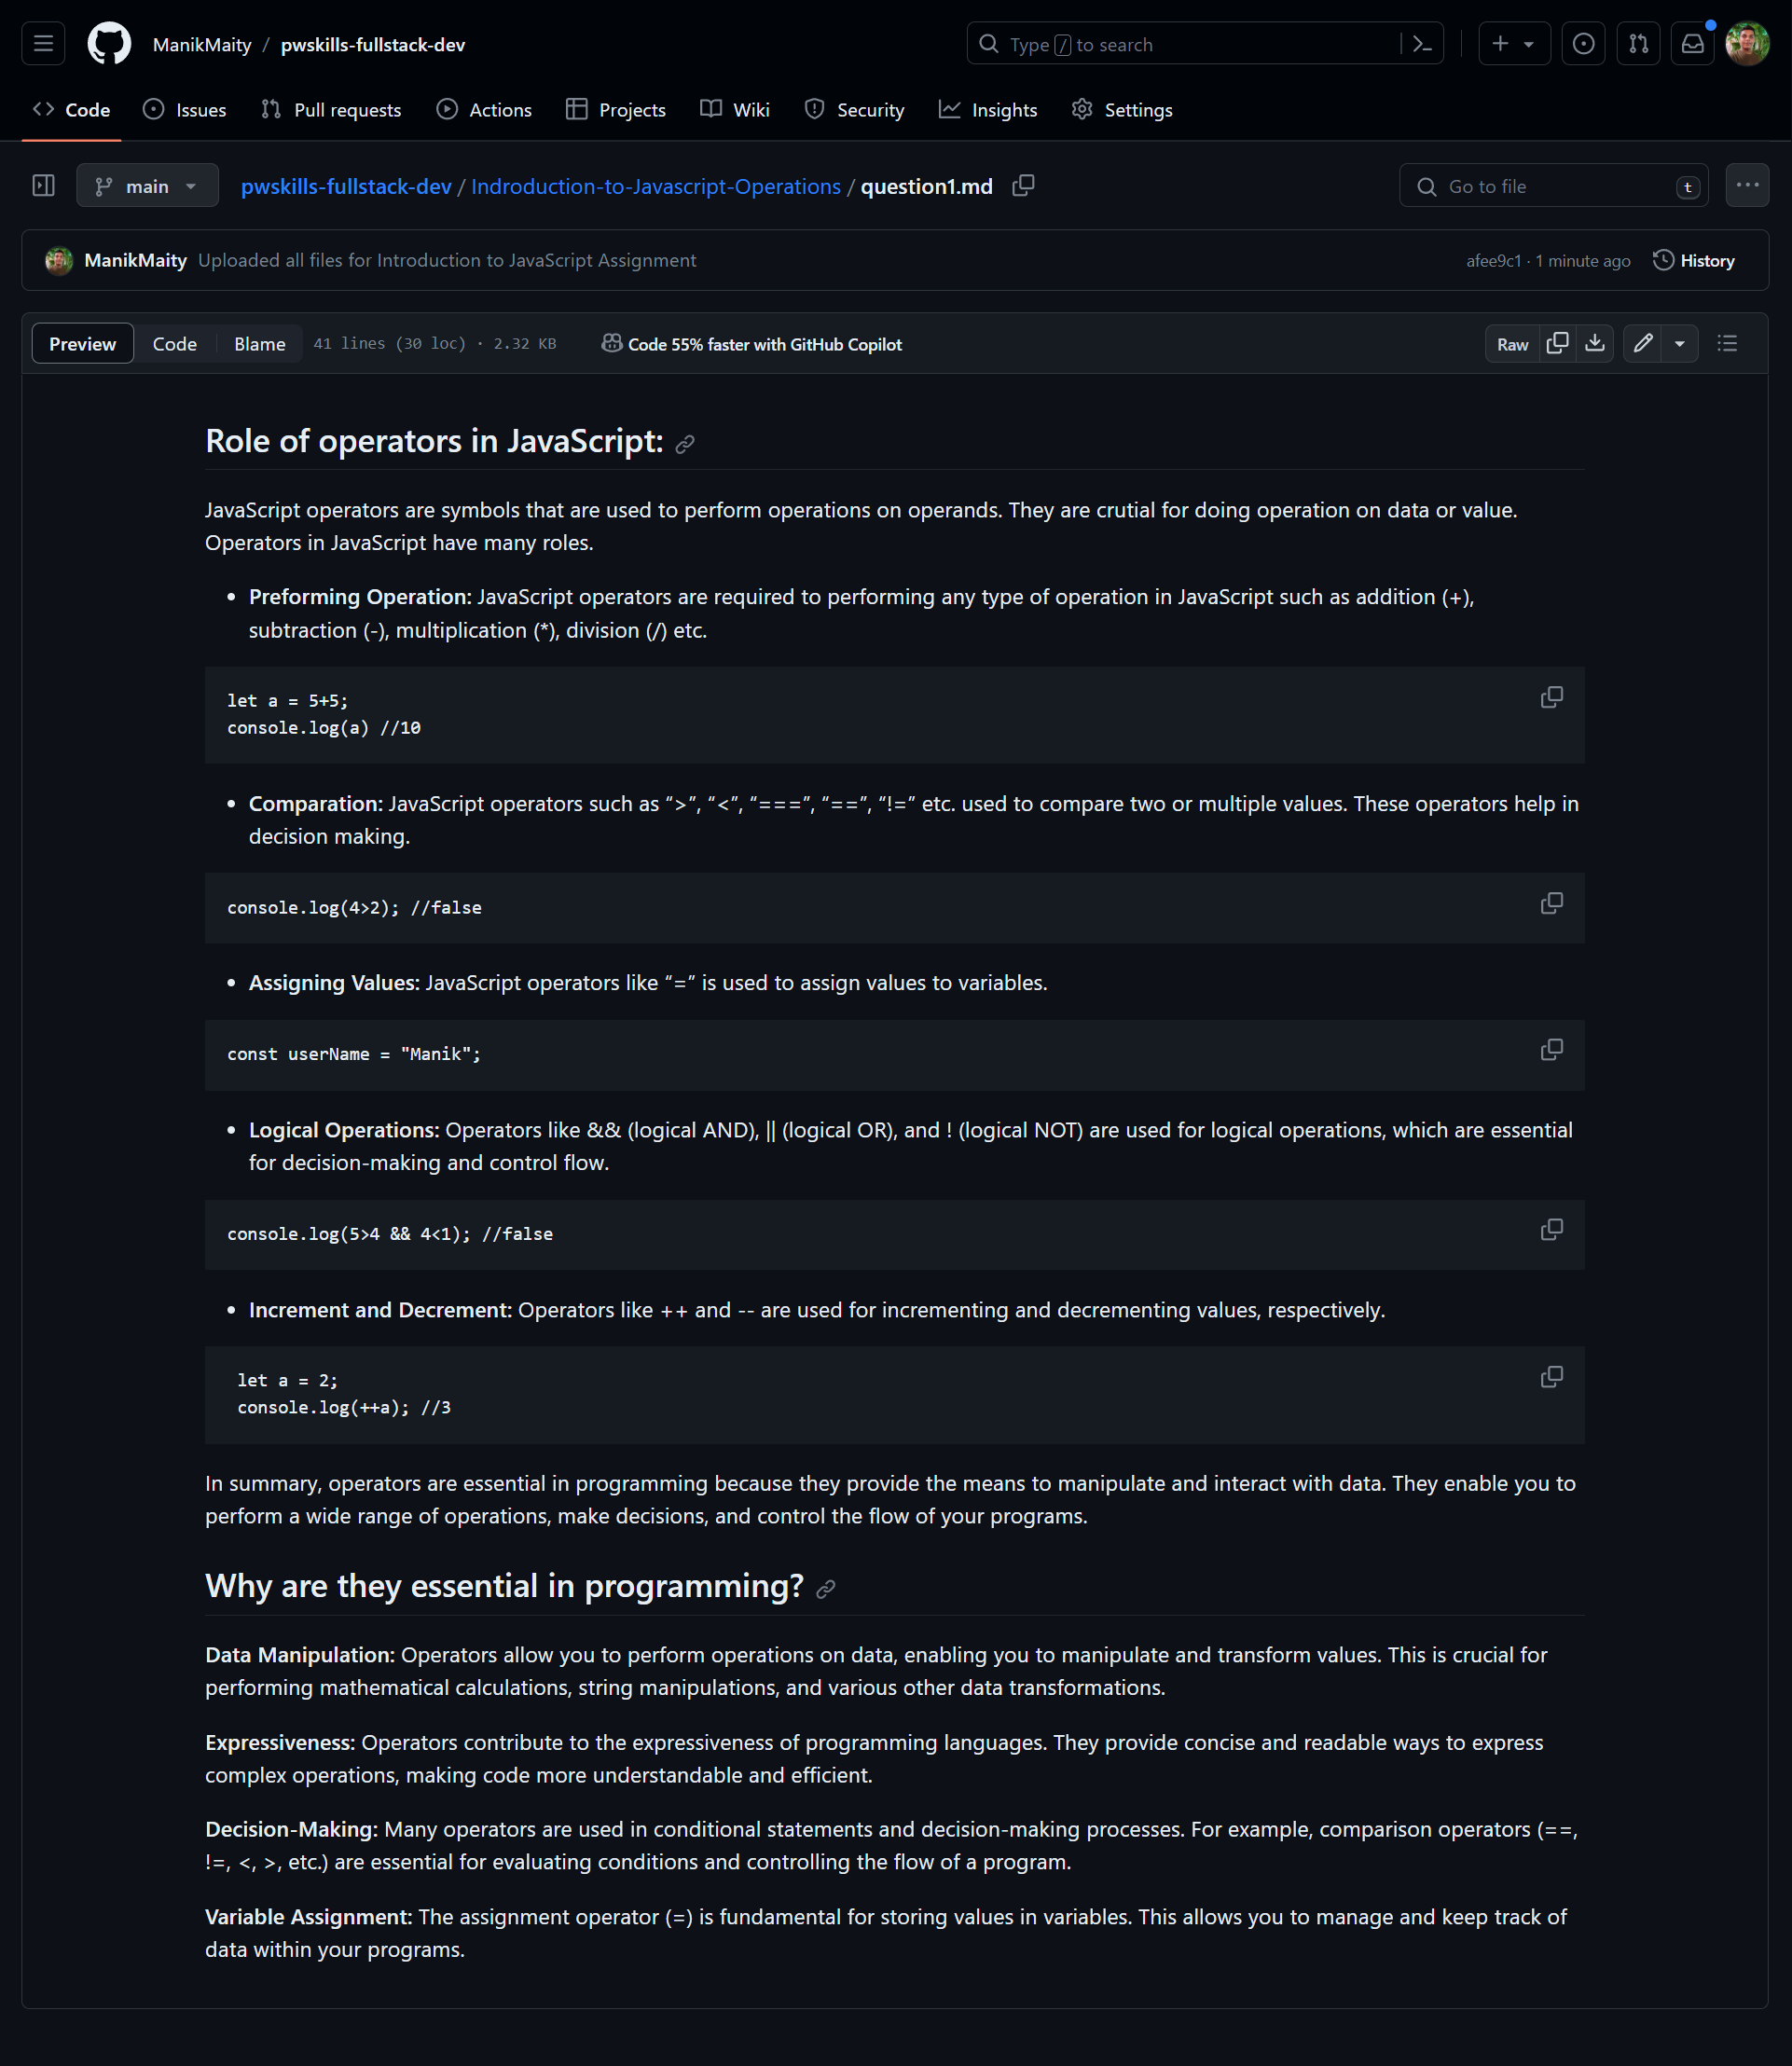 ManikMaity / pwskills-fullstack-dev
Type / to search
Code Issues Pull requests Actions Projects Wiki Security Insights Settings
main pwskills-fullstack-dev / Indroduction-to-Javascript-Operations / question1.md
Go to file t
ManikMaity Uploaded all files for Introduction to JavaScript Assignment afee9c1 · 1 minute ago History
Preview Code Blame 41 lines (30 loc) · 2.32 KB Code 55% faster with GitHub Copilot Raw
Role of operators in JavaScript:
JavaScript operators are symbols that are used to perform operations on operands. They are crutial for doing operation on data or value.
Operators in JavaScript have many roles.
• Preforming Operation: JavaScript operators are required to performing any type of operation in JavaScript such as addition (+),
subtraction (-), multiplication (*), division (/) etc.
let a = 5+5;
console.log(a) //10
• Comparation: JavaScript operators such as “>”, “<”, “===”, “==”, “!=” etc. used to compare two or multiple values. These operators help in
decision making.
console.log(4>2); //false
• Assigning Values: JavaScript operators like “=” is used to assign values to variables.
const userName = "Manik";
• Logical Operations: Operators like && (logical AND), || (logical OR), and ! (logical NOT) are used for logical operations, which are essential
for decision-making and control flow.
console.log(5>4 && 4<1); //false
• Increment and Decrement: Operators like ++ and -- are used for incrementing and decrementing values, respectively.
let a = 2;
console.log(++a); //3
In summary, operators are essential in programming because they provide the means to manipulate and interact with data. They enable you to
perform a wide range of operations, make decisions, and control the flow of your programs.
Why are they essential in programming?
Data Manipulation: Operators allow you to perform operations on data, enabling you to manipulate and transform values. This is crucial for
performing mathematical calculations, string manipulations, and various other data transformations.
Expressiveness: Operators contribute to the expressiveness of programming languages. They provide concise and readable ways to express
complex operations, making code more understandable and efficient.
Decision-Making: Many operators are used in conditional statements and decision-making processes. For example, comparison operators (==,
!=, <, >, etc.) are essential for evaluating conditions and controlling the flow of a program.
Variable Assignment: The assignment operator (=) is fundamental for storing values in variables. This allows you to manage and keep track of
data within your programs.